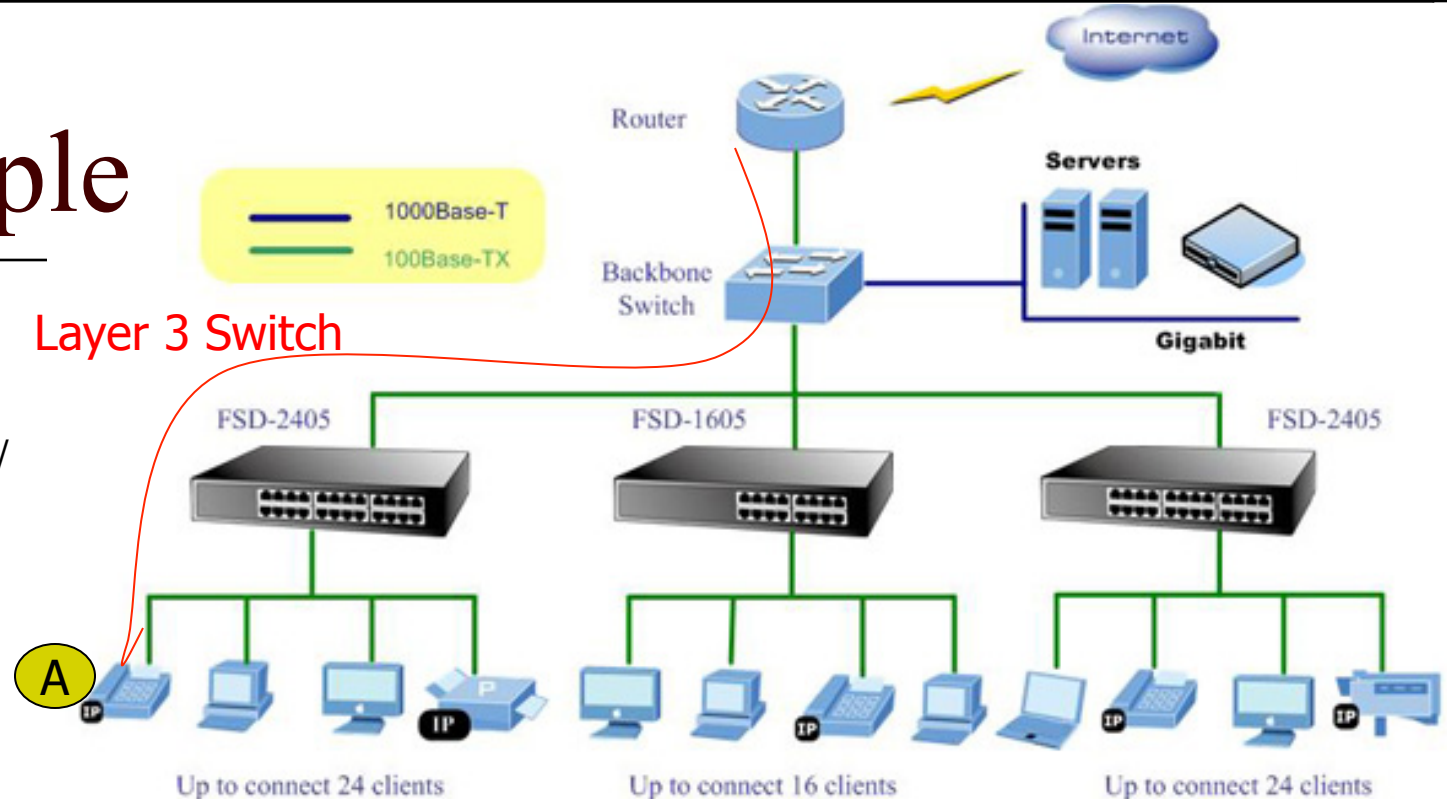 Internet
Router
ple
Servers
1000Base-T
100Base-TX
Backbone
Switch
Layer 3 Switch
Gigabit
FSD-2405
FSD-1605
FSD-2405
/
A
IP
P
IP
IP
IP
IP
Up to connect 24 clients
Up to connect 16 clients
Up to connect 24 clients